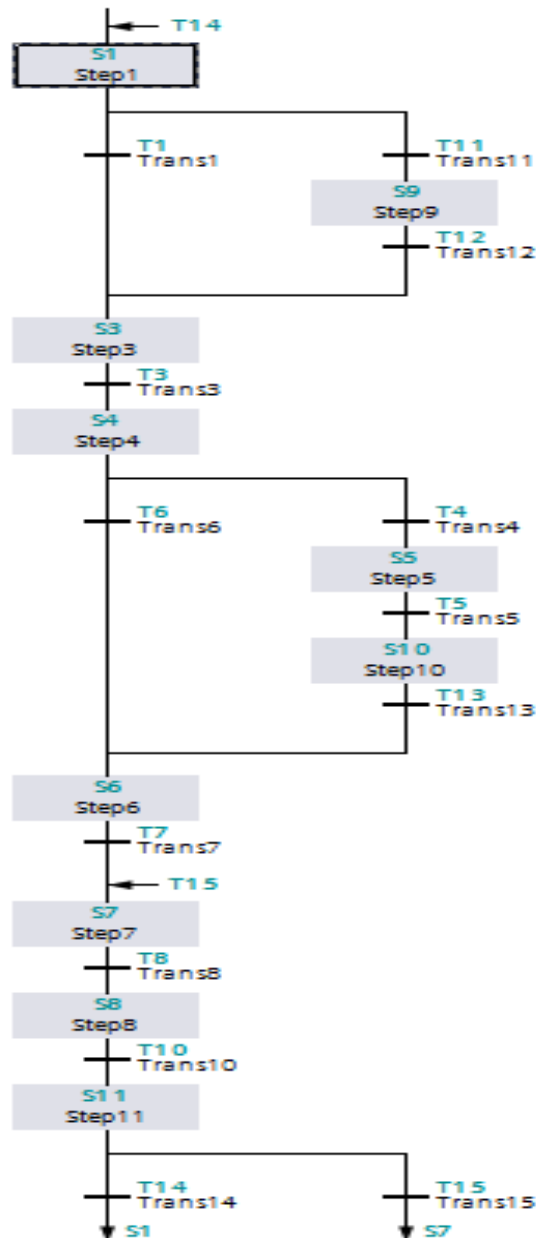 T14
S1
Step1
T1
Trans1
T11
Trans11
S9
Step9
T12
Trans12
S3
Step3
T3
Trans3
S4
Step4
T6
Trans6
T4
Trans4
S5
Step5
T5
Trans5
S10
Step10
T13
Trans13
S6
Step6
T7
Trans7
T15
S7
Step7
T8
Trans8
S8
Step8
T10
Trans10
S11
Step11
T14
Trans14
T15
Trans15
S1
S7